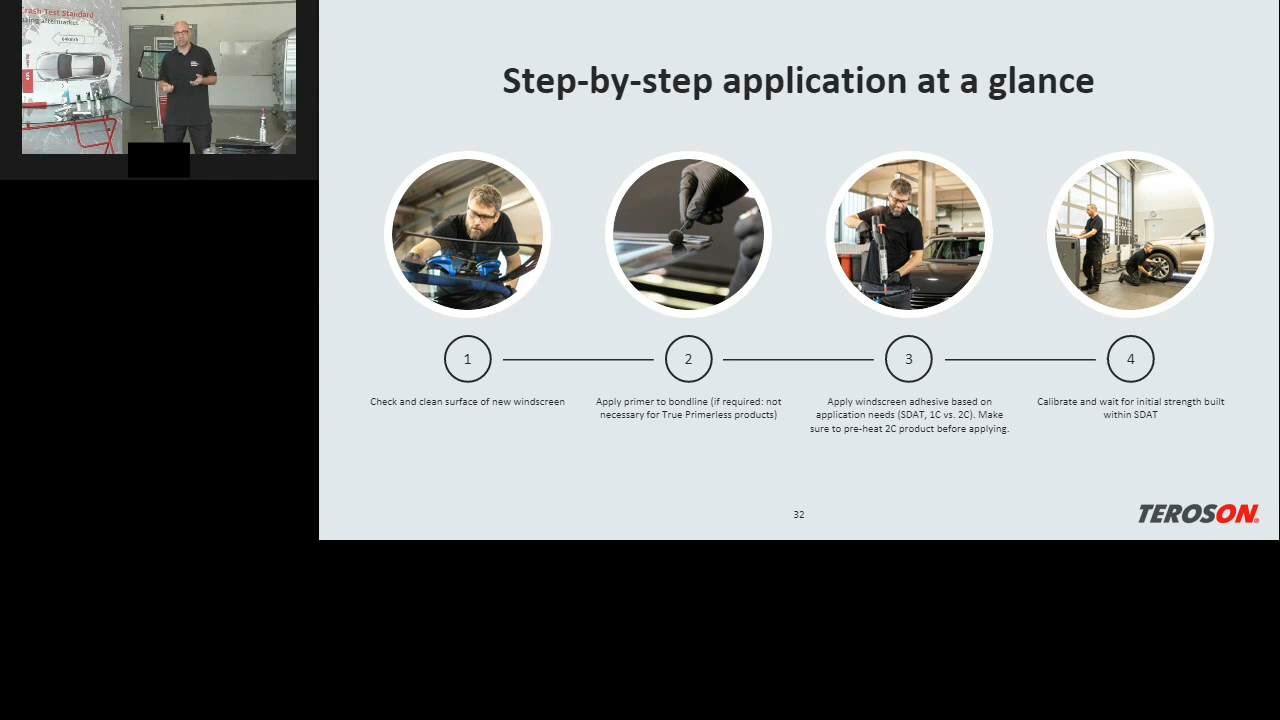 Crash Test Standard
azing aftermarket
64km/h
Step-by-step application at a glance
1
2
3
4
Check and clean surface of new windscreen
Apply primer to bondline (if required: not
necessary for True Primerless products)
Apply windscreen adhesive based on
application needs (SDAT, 1C vs. 2C). Make
sure to pre-heat 2C product before applying.
Calibrate and wait for initial strength built
within SDAT
32
TEROSON®